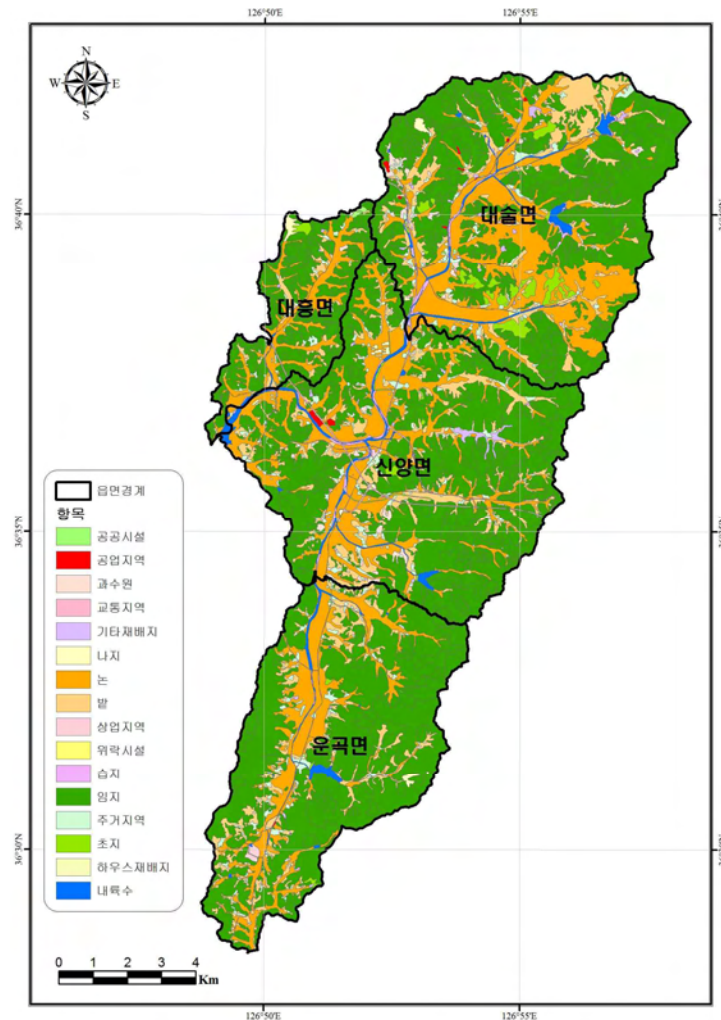 126°50'E 126°55'E
N
W E
S
36°40'N
대술면
대흥면
신양면
읍면경계
항목
36°35'N
공공시설
공업지역
과수원
교통지역
기타재배지
나지
논
밭
상업지역
위락시설
습지
임지
주거지역
초지
하우스재배지
내륙수
운곡면
36°30'N
0 1 2 3 4
Km
126°50'E 126°55'E